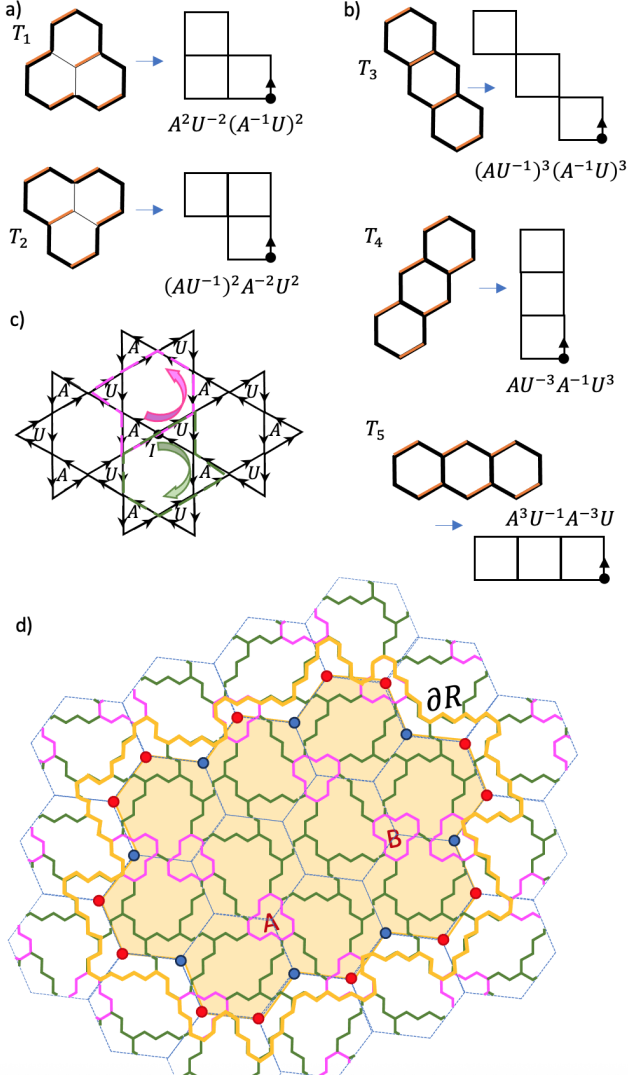 a)
T₁
A²U⁻²(A⁻¹U)²
T₂
(AU⁻¹)²A⁻²U²
b)
T₃
(AU⁻¹)³(A⁻¹U)³
T₄
AU⁻³A⁻¹U³
T₅
A³U⁻¹A⁻³U
c)
A U
U A U A
U A
I
A U
A U
d)
∂R
B
A